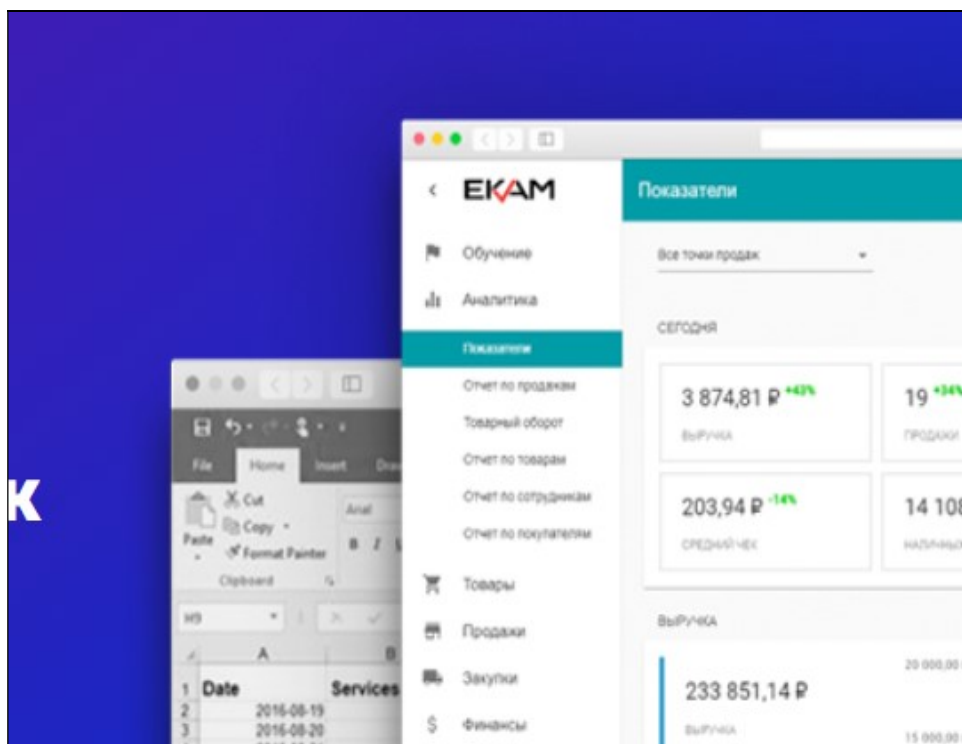 К
ЕКАМ
Показатели
Обучение
Аналитика
Показатели
Отчет по продажам
Товарный оборот
Отчет по товарам
Отчет по сотрудникам
Отчет по покупателям
Товары
Продажи
Закупки
Финансы
Все точки продаж
СЕГОДНЯ
3 874,81 ₽ +43%
ВЫРУЧКА
19 +34%
ПРОДАЖИ
203,94 ₽ -14%
СРЕДНИЙ ЧЕК
14 108
НАЛИЧНЫХ
ВЫРУЧКА
233 851,14 ₽
ВЫРУЧКА
20 000,00
15 000,00
File Home Insert
Cut
Copy
Paste
Format Painter
Clipboard
Arial
B I
H9
A B
1 Date Services
2 2016-08-19
3 2016-08-20